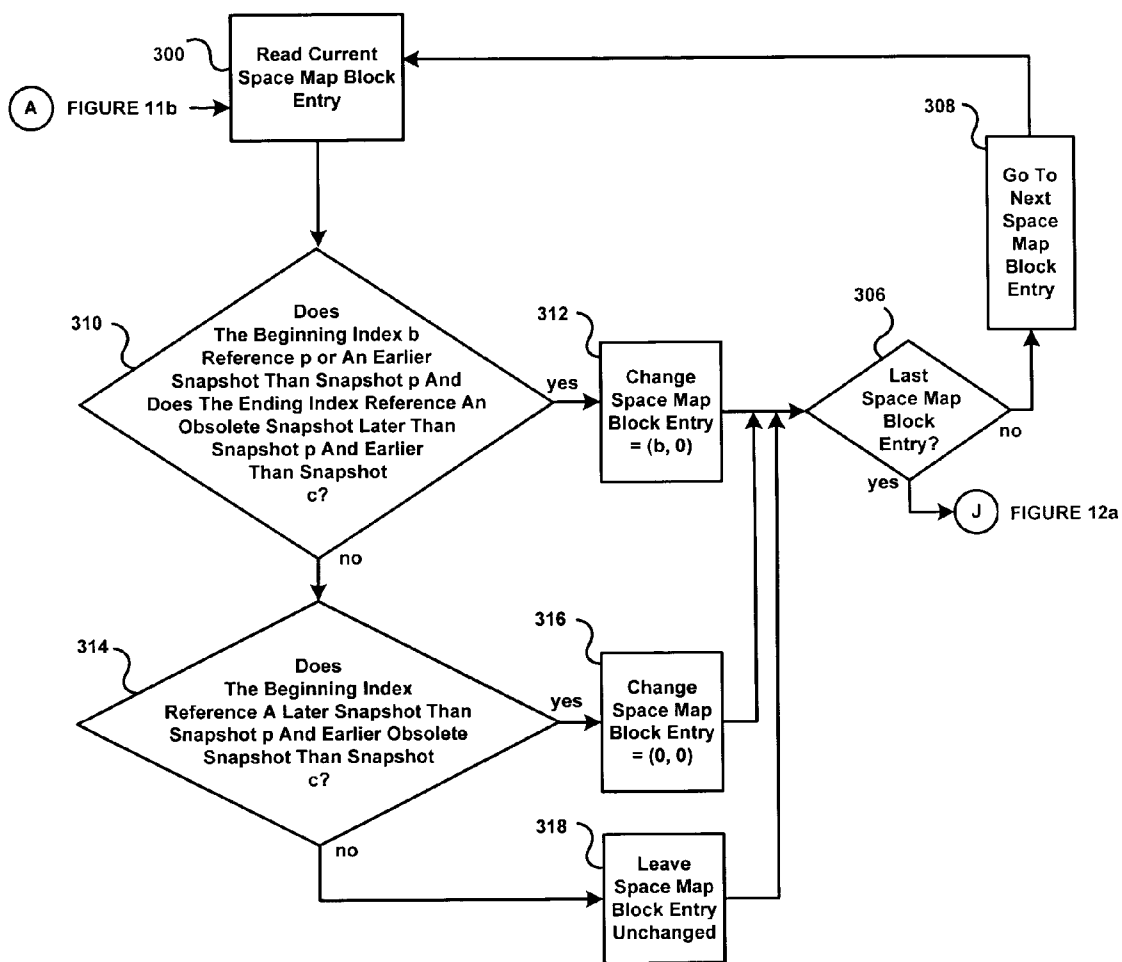 300
Read Current
Space Map Block
Entry
A
FIGURE 11b
308
Go To
Next
Space
Map
Block
Entry
310
Does
The Beginning Index b
Reference p or An Earlier
Snapshot Than Snapshot p And
Does The Ending Index Reference An
Obsolete Snapshot Later Than
Snapshot p And Earlier
Than Snapshot
c?
yes
no
312
Change
Space Map
Block Entry
= (b, 0)
306
Last
Space Map
Block
Entry?
no
yes
J
FIGURE 12a
314
Does
The Beginning Index
Reference A Later Snapshot Than
Snapshot p And Earlier Obsolete
Snapshot Than Snapshot
c?
yes
no
316
Change
Space Map
Block Entry
= (0, 0)
318
Leave
Space Map
Block Entry
Unchanged